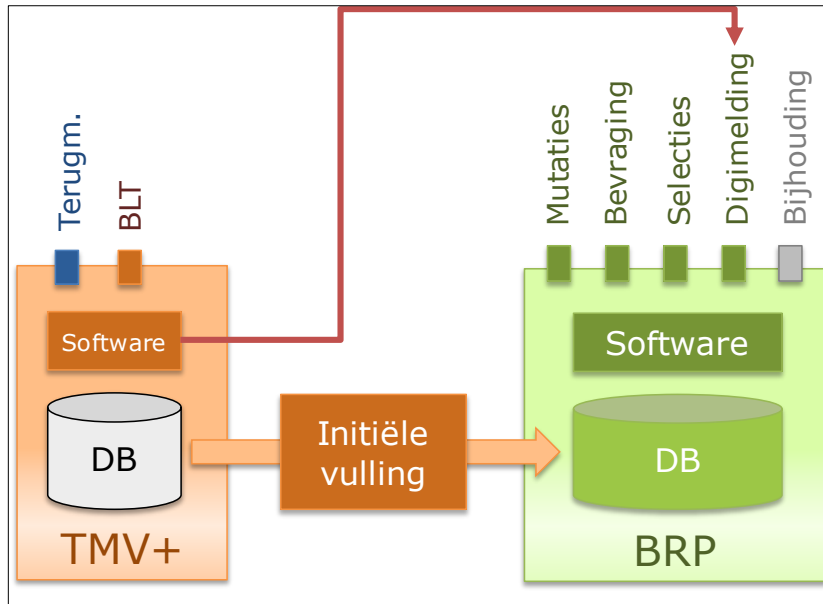 Terugm.
BLT
Mutaties
Bevraging
Selecties
Digimelding
Bijhouding
Software
Software
DB
Initiële
vulling
DB
TMV+
BRP